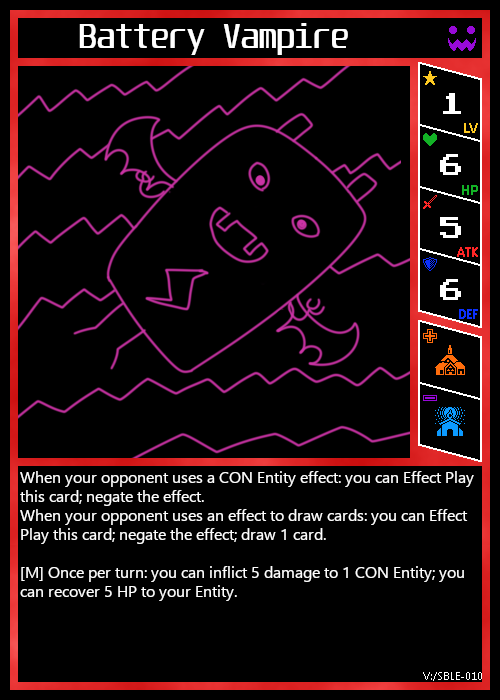 Battery Vampire
1
LV
6
HP
5
ATK
6
DEF
When your opponent uses a CON Entity effect: you can Effect Play
this card; negate the effect.
When your opponent uses an effect to draw cards: you can Effect
Play this card; negate the effect; draw 1 card.
[M] Once per turn: you can inflict 5 damage to 1 CON Entity; you
can recover 5 HP to your Entity.
V:/SBLE-010